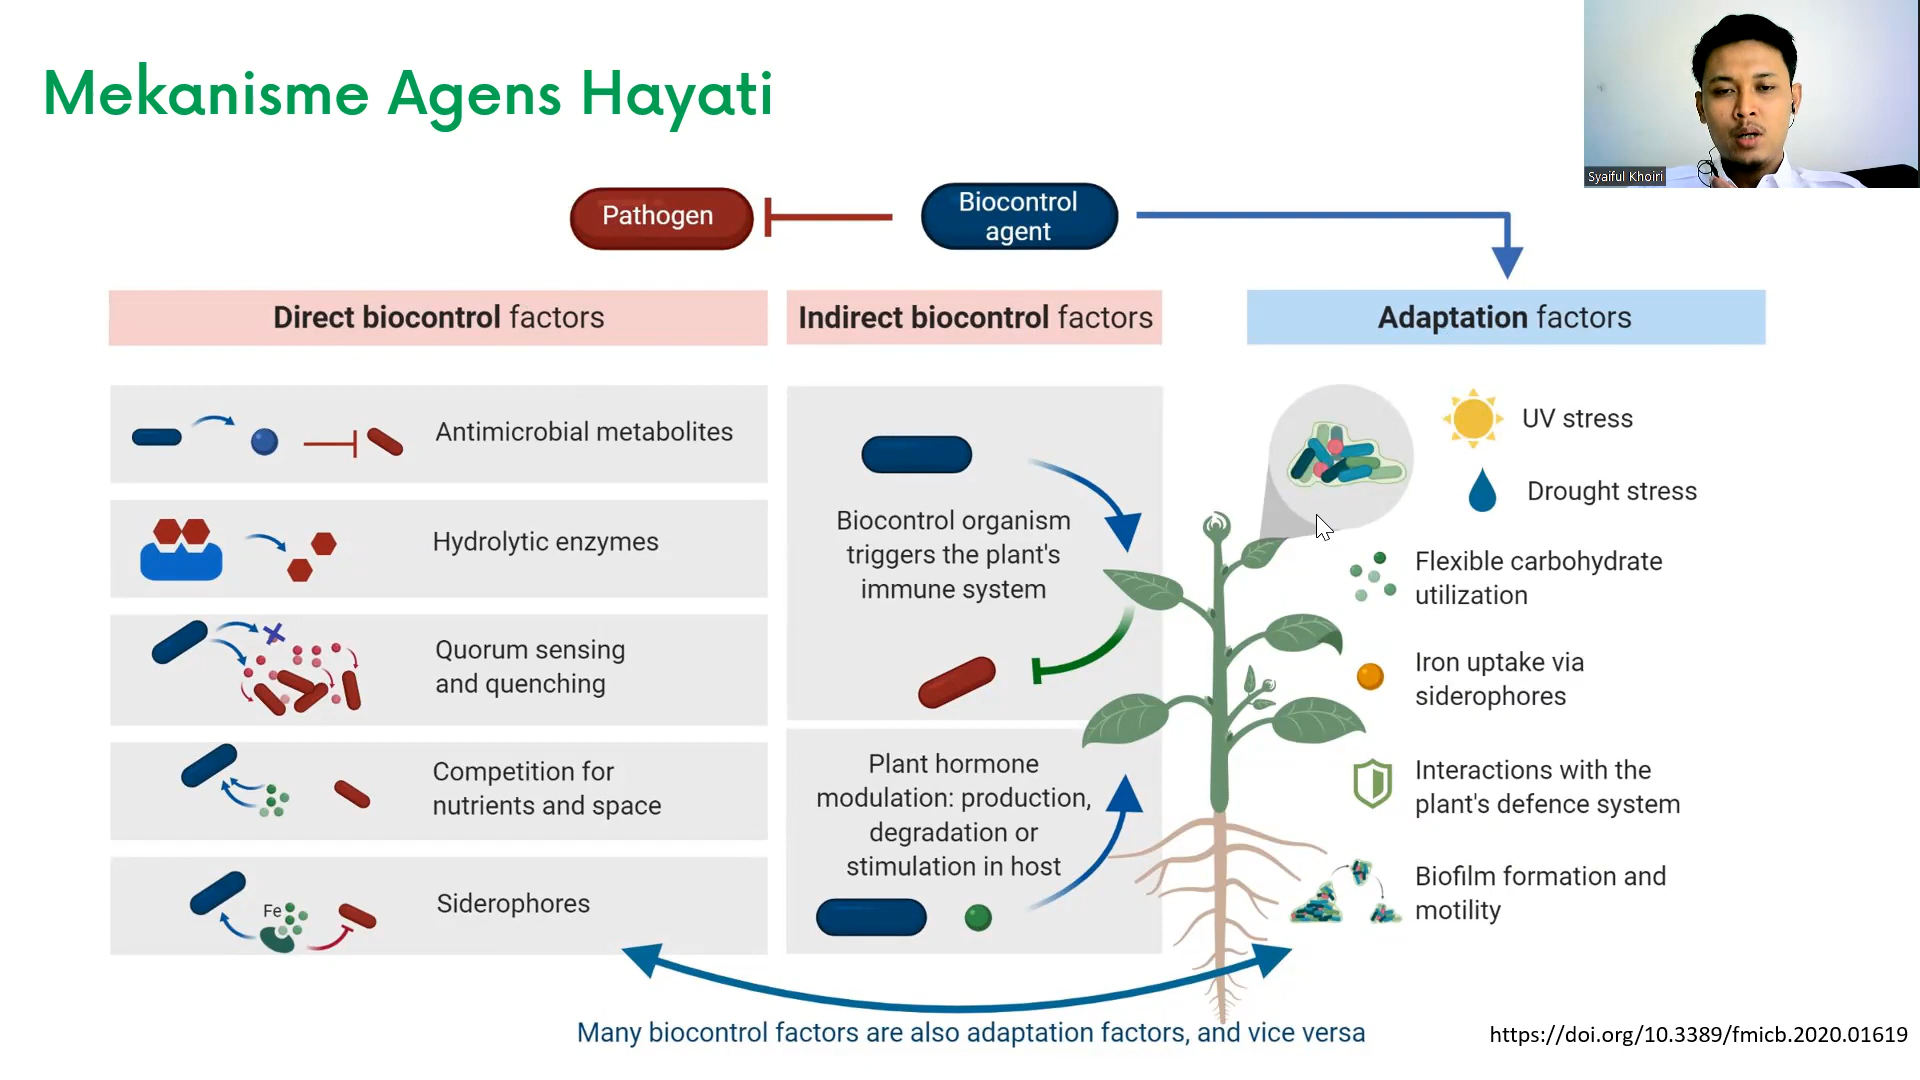 Mekanisme Agens Hayati
Syaiful Khoiri
Pathogen
Biocontrol
agent
Direct biocontrol factors
Indirect biocontrol factors
Adaptation factors
Antimicrobial metabolites
Hydrolytic enzymes
Quorum sensing
and quenching
Competition for
nutrients and space
Fe
Siderophores
Biocontrol organism
triggers the plant's
immune system
Plant hormone
modulation: production,
degradation or
stimulation in host
UV stress
Drought stress
Flexible carbohydrate
utilization
Iron uptake via
siderophores
Interactions with the
plant's defence system
Biofilm formation and
motility
Many biocontrol factors are also adaptation factors, and vice versa
https://doi.org/10.3389/fmicb.2020.01619